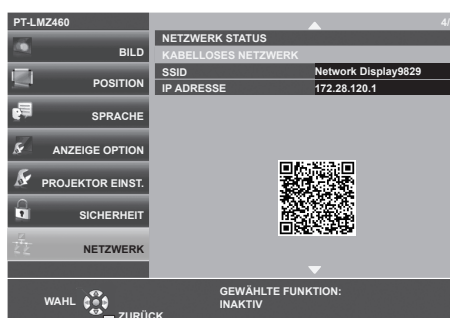 PT-LMZ460
4/
NETZWERK STATUS
BILD
KABELLOSES NETZWERK
SSID Network Display9829
IP ADRESSE 172.28.120.1
POSITION
SPRACHE
ANZEIGE OPTION
PROJEKTOR EINST.
SICHERHEIT
NETZWERK
WAHL
ZURÜCK
GEWÄHLTE FUNKTION:
INAKTIV